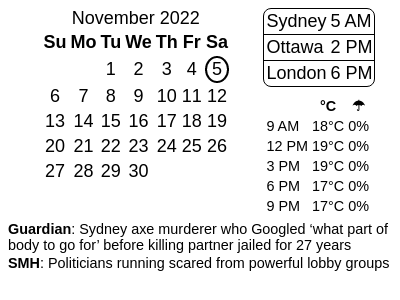 November 2022
Su Mo Tu We Th Fr Sa
1 2 3 4 5
6 7 8 9 10 11 12
13 14 15 16 17 18 19
20 21 22 23 24 25 26
27 28 29 30
Sydney 5 AM
Ottawa 2 PM
London 6 PM
°C ☂
9 AM 18°C 0%
12 PM 19°C 0%
3 PM 19°C 0%
6 PM 17°C 0%
9 PM 17°C 0%
Guardian: Sydney axe murderer who Googled ‘what part of
body to go for’ before killing partner jailed for 27 years
SMH: Politicians running scared from powerful lobby groups